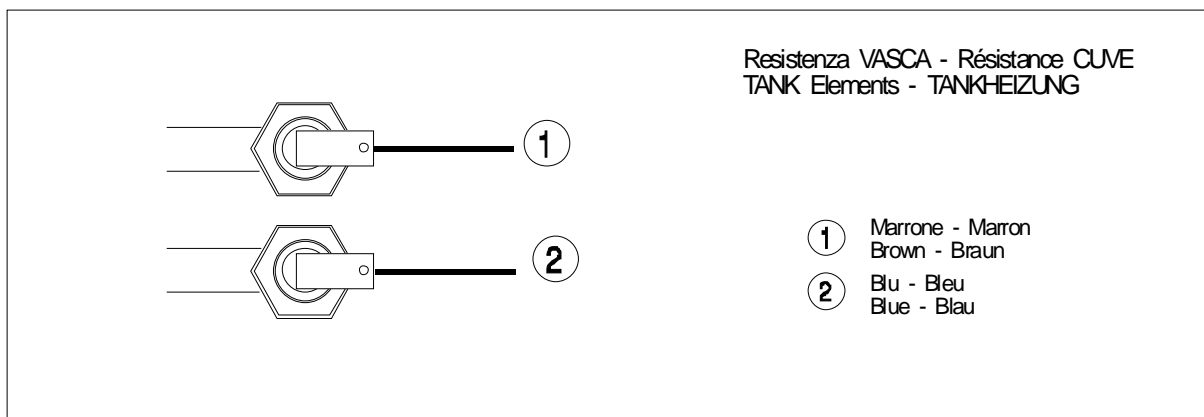 Resistenza VASCA - Résistance CUVE
TANK Elements - TANKHEIZUNG
1
2
1 Marrone - Marron
Brown - Braun
2 Blu - Bleu
Blue - Blau